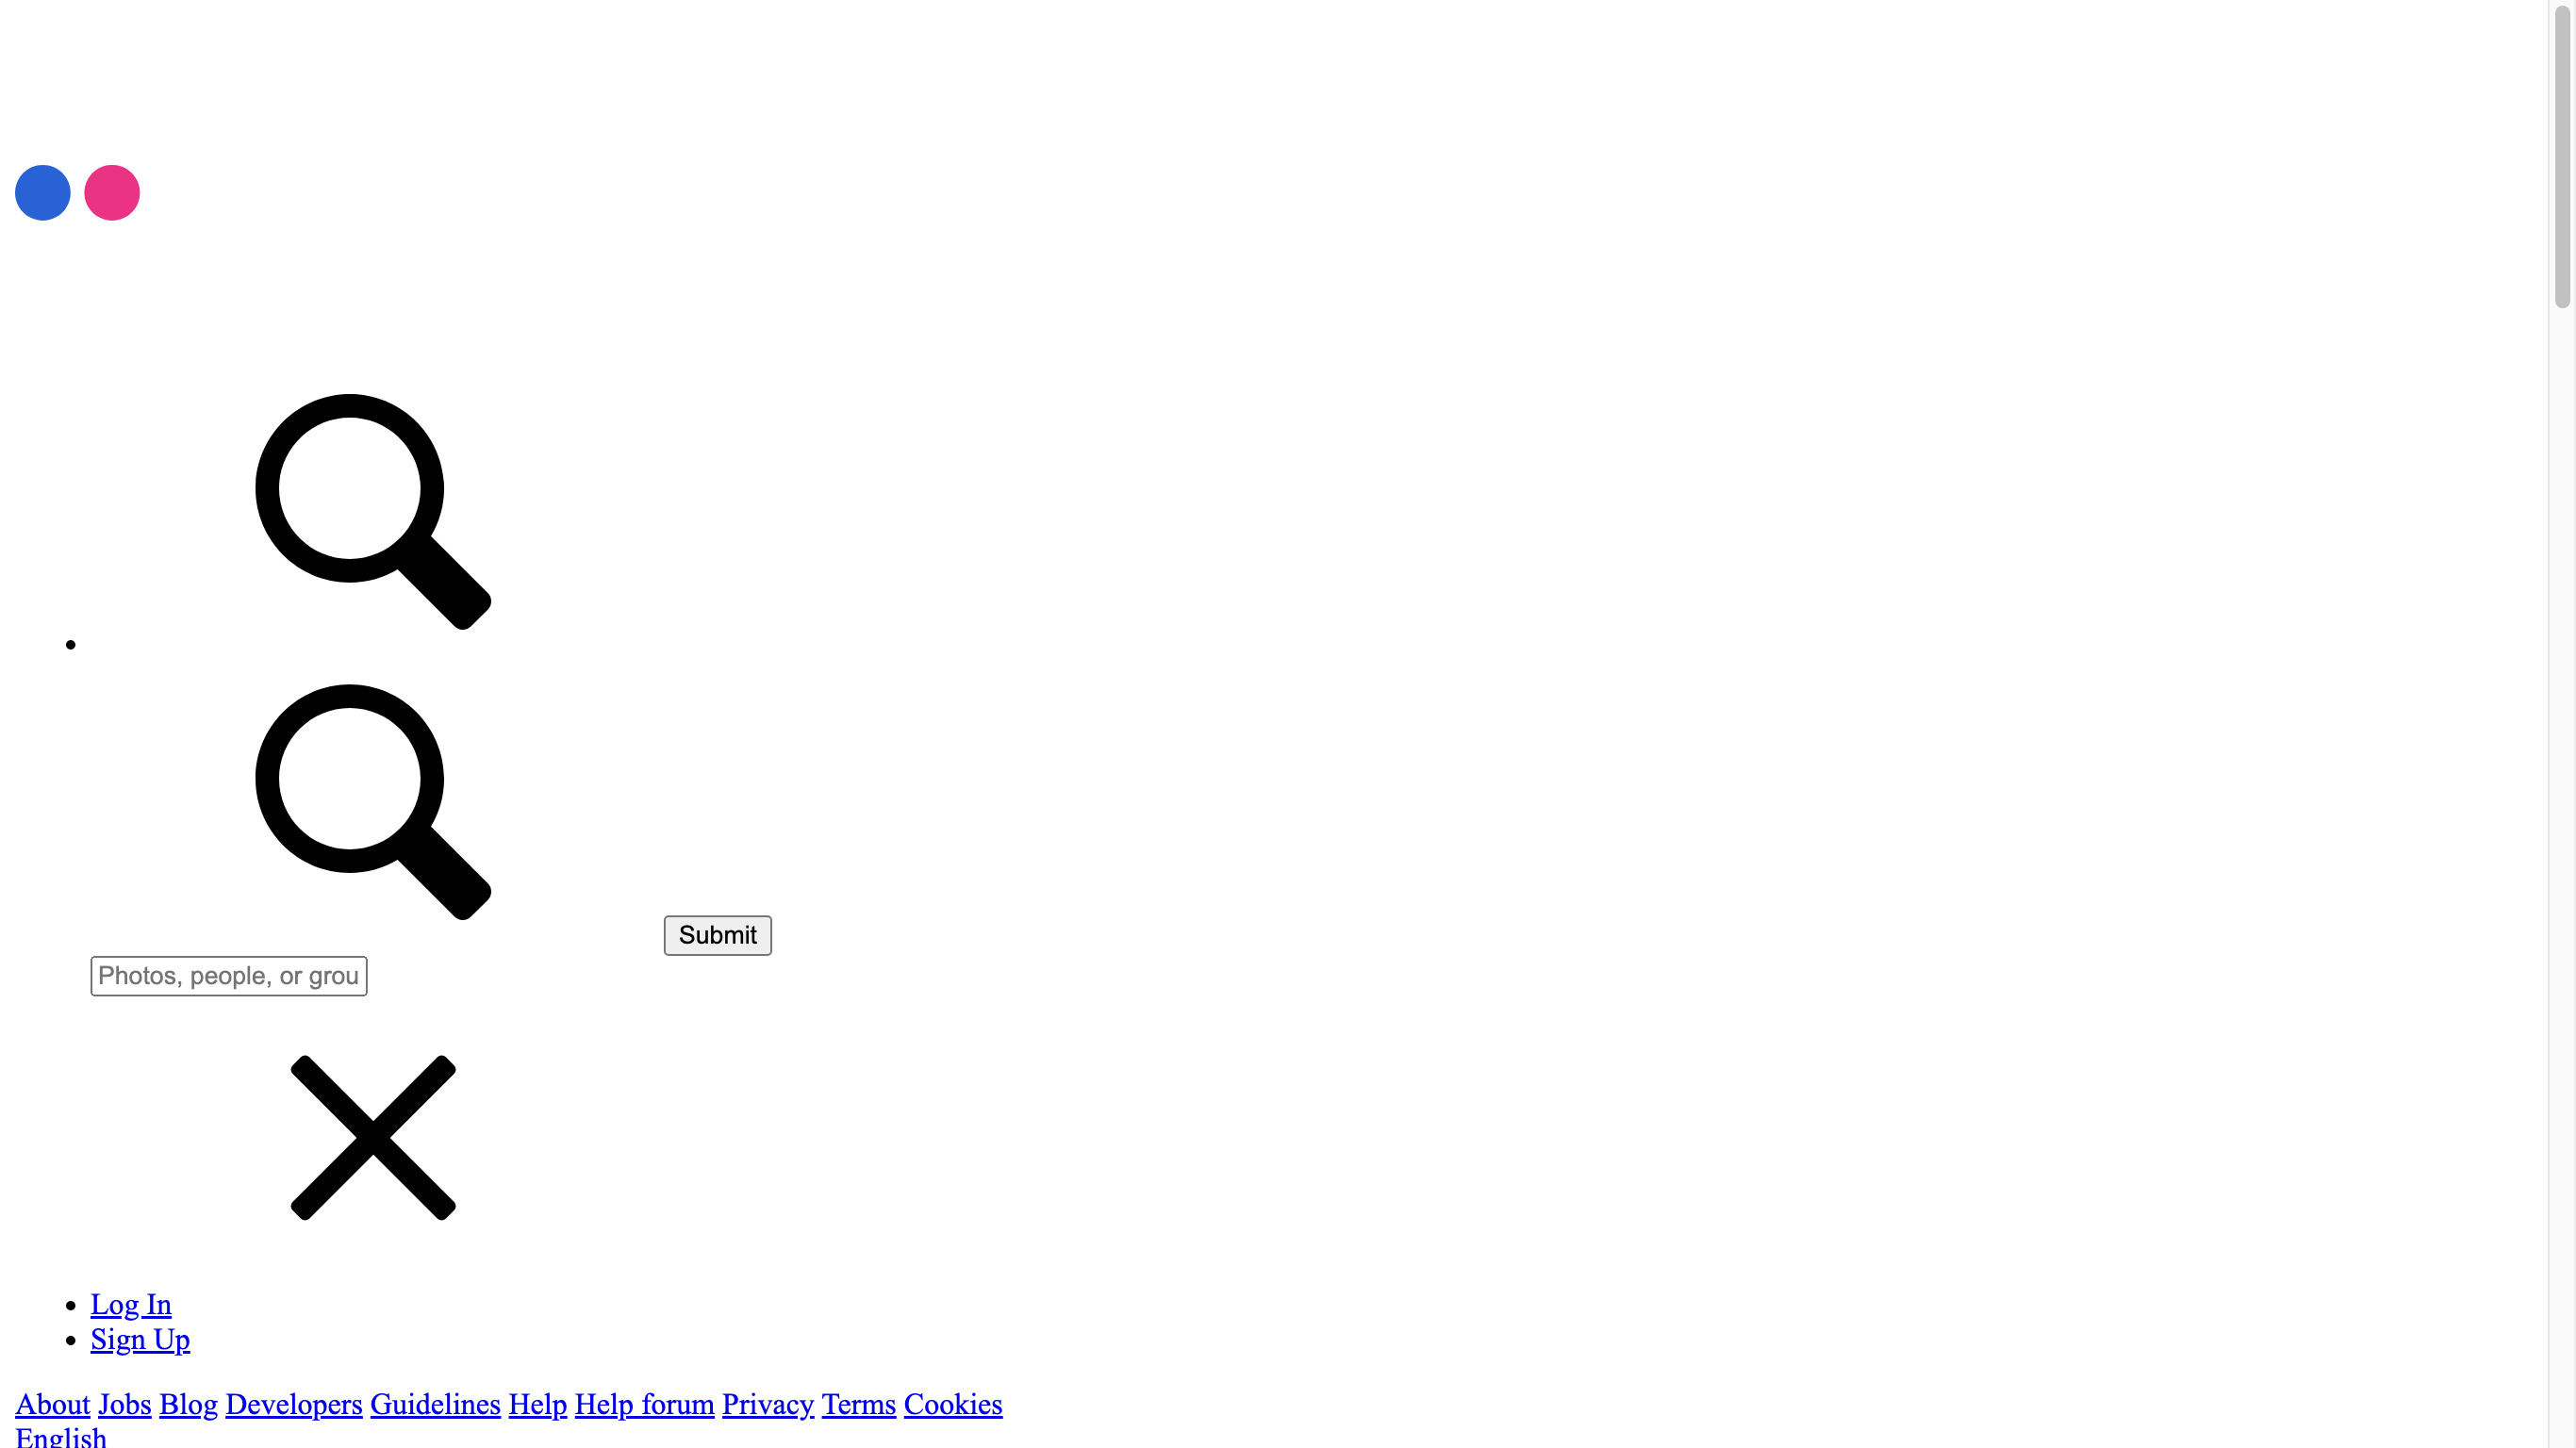 Submit
Photos, people, or grou
Log In
Sign Up
About Jobs Blog Developers Guidelines Help Help forum Privacy Terms Cookies
English